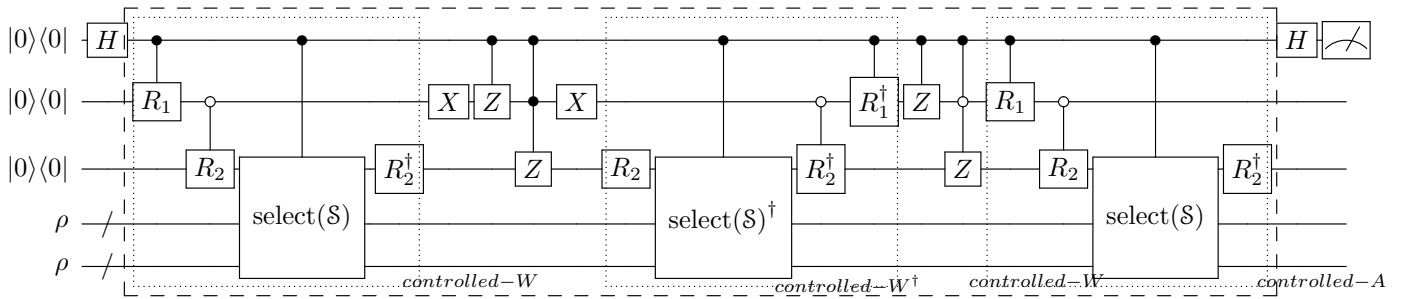 |0⟩⟨0| H H
|0⟩⟨0| R₁ X Z X R₁† Z R₁
|0⟩⟨0| R₂ R₂† Z R₂ R₂† Z R₂ R₂†
ρ select(𝒮) select(𝒮)† select(𝒮)
ρ
controlled–W controlled–W† controlled–W controlled–A